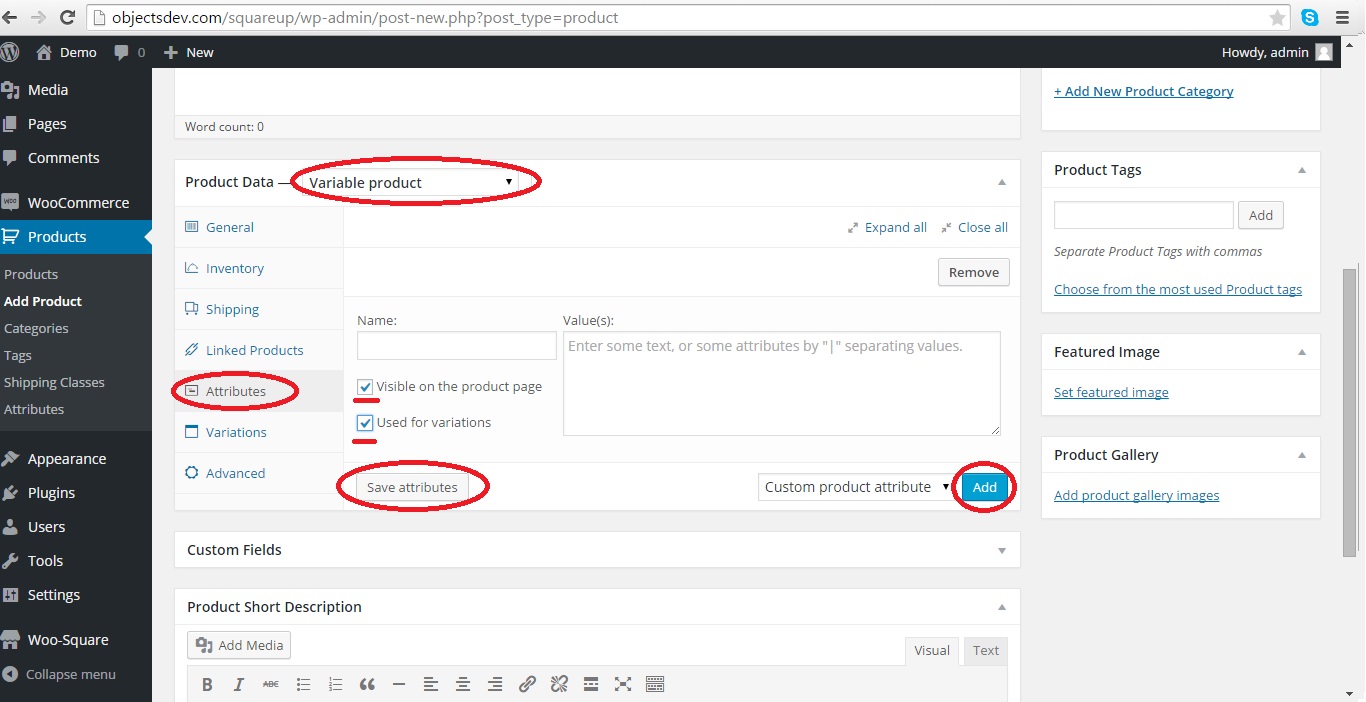 objectsdev.com/squareup/wp-admin/post-new.php?post_type=product
Demo 0 New Howdy, admin
Media
Pages
Comments
WooCommerce
Products
Products
Add Product
Categories
Tags
Shipping Classes
Attributes
Appearance
Plugins
Users
Tools
Settings
Woo-Square
Collapse menu
Word count: 0
Product Data — Variable product
General
Inventory
Shipping
Linked Products
Attributes
Variations
Advanced
Expand all Close all
Remove
Name: Value(s):
Enter some text, or some attributes by "|" separating values.
Visible on the product page
Used for variations
Save attributes Custom product attribute Add
Custom Fields
Product Short Description
Add Media Visual Text
B I ABC
+ Add New Product Category
Product Tags
Add
Separate Product Tags with commas
Choose from the most used Product tags
Featured Image
Set featured image
Product Gallery
Add product gallery images